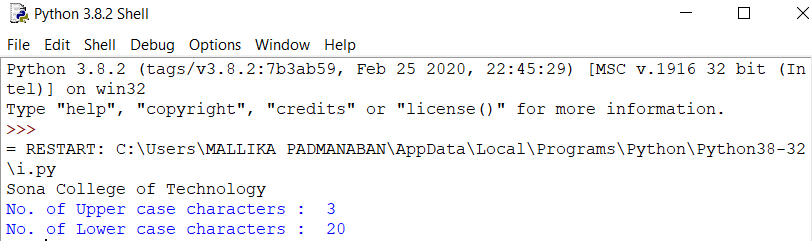 Python 3.8.2 Shell
File Edit Shell Debug Options Window Help
Python 3.8.2 (tags/v3.8.2:7b3ab59, Feb 25 2020, 22:45:29) [MSC v.1916 32 bit (In
tel)] on win32
Type "help", "copyright", "credits" or "license()" for more information.
>>>
= RESTART: C:\Users\MALLIKA PADMANABAN\AppData\Local\Programs\Python\Python38-32
\i.py
Sona College of Technology
No. of Upper case characters :  3
No. of Lower case characters :  20